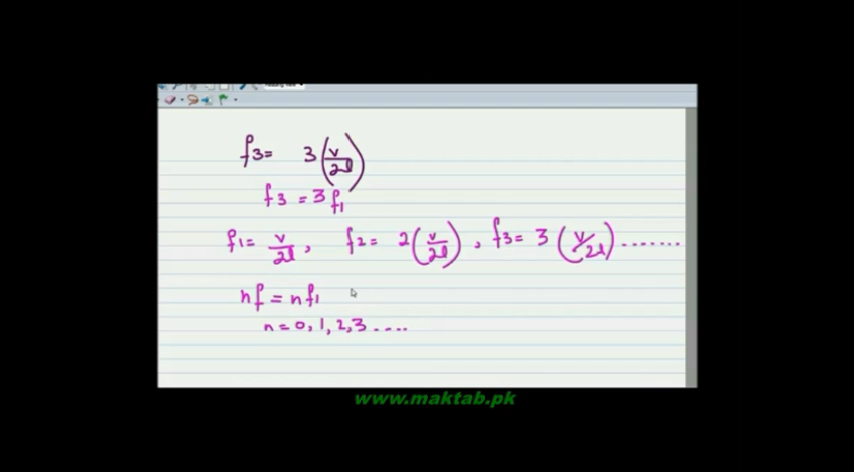 f3= 3(v/2l)
f3 = 3f1
f1= v/2l, f2= 2(v/2l), f3= 3(v/2l).......
nf = nf1
n = 0, 1, 2, 3 ....
www.maktab.pk